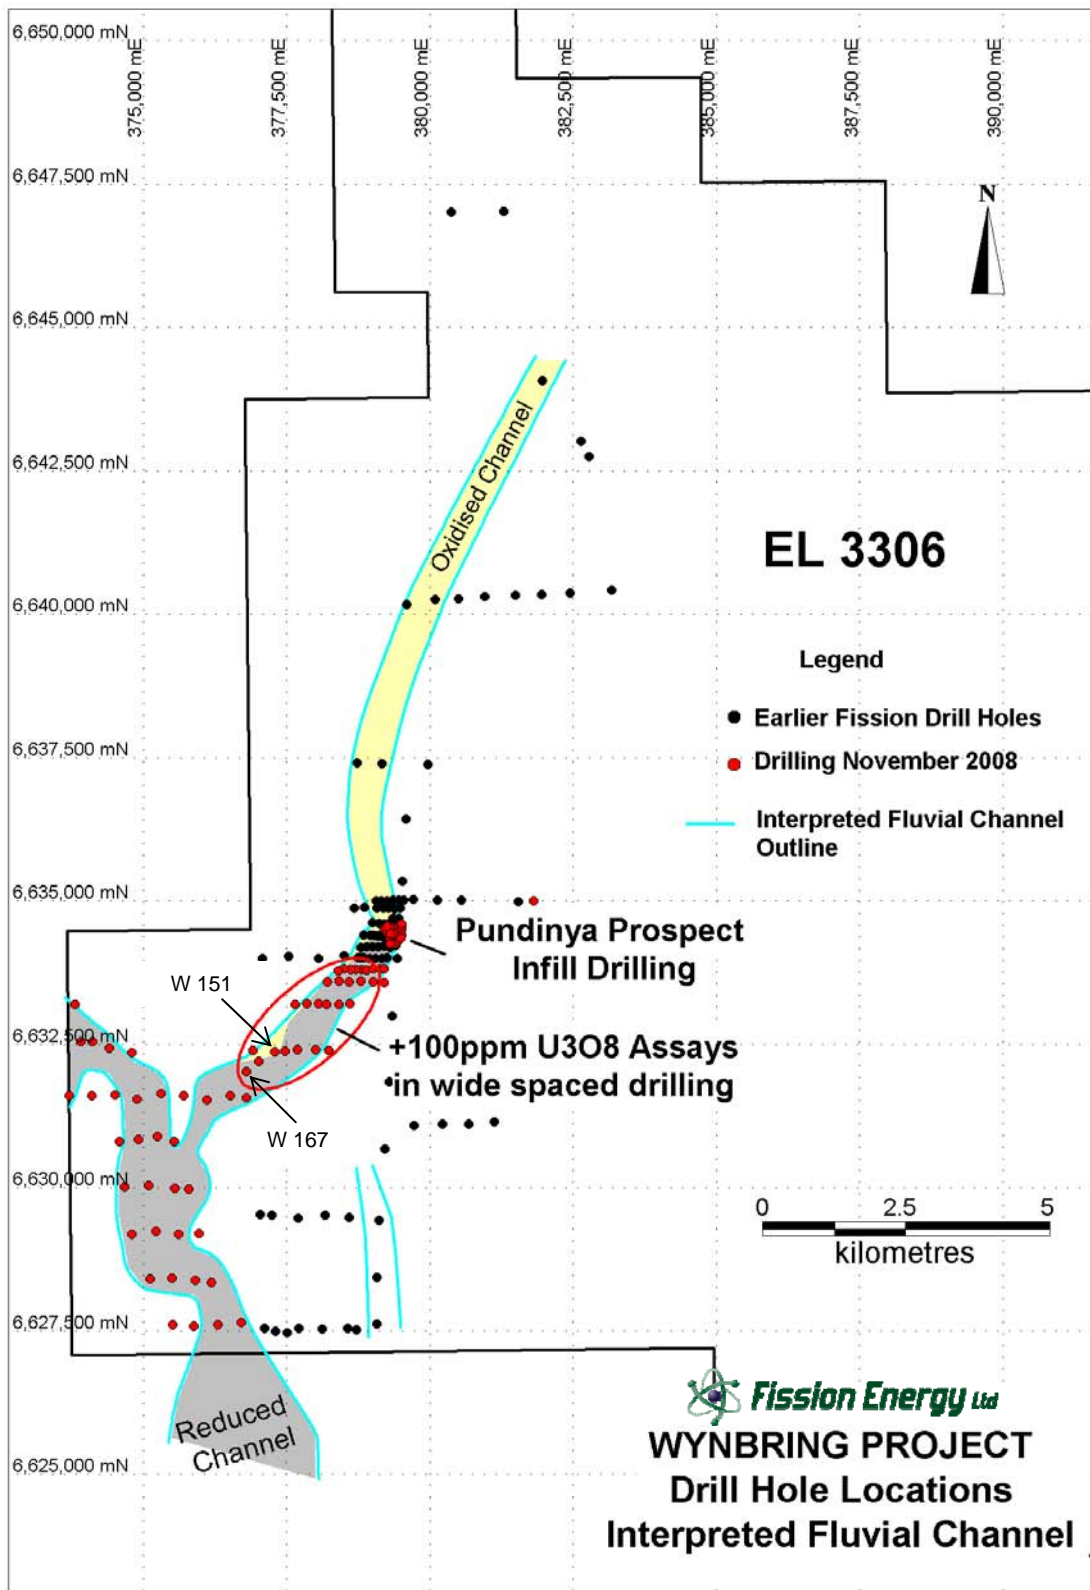 6,650,000 mN
375,000 mE
377,500 mE
380,000 mE
382,500 mE
385,000 mE
387,500 mE
390,000 mE
6,647,500 mN
N
6,645,000 mN
Oxidised Channel
6,642,500 mN
EL 3306
6,640,000 mN
Legend
Earlier Fission Drill Holes
Drilling November 2008
6,637,500 mN
Interpreted Fluvial Channel
Outline
6,635,000 mN
Pundinya Prospect
Infill Drilling
W 151
6,632,500 mN
+100ppm U3O8 Assays
in wide spaced drilling
W 167
6,630,000 mN
0 2.5 5
kilometres
6,627,500 mN
Reduced
Channel
Fission Energy Ltd
6,625,000 mN
WYNBRING PROJECT
Drill Hole Locations
Interpreted Fluvial Channel